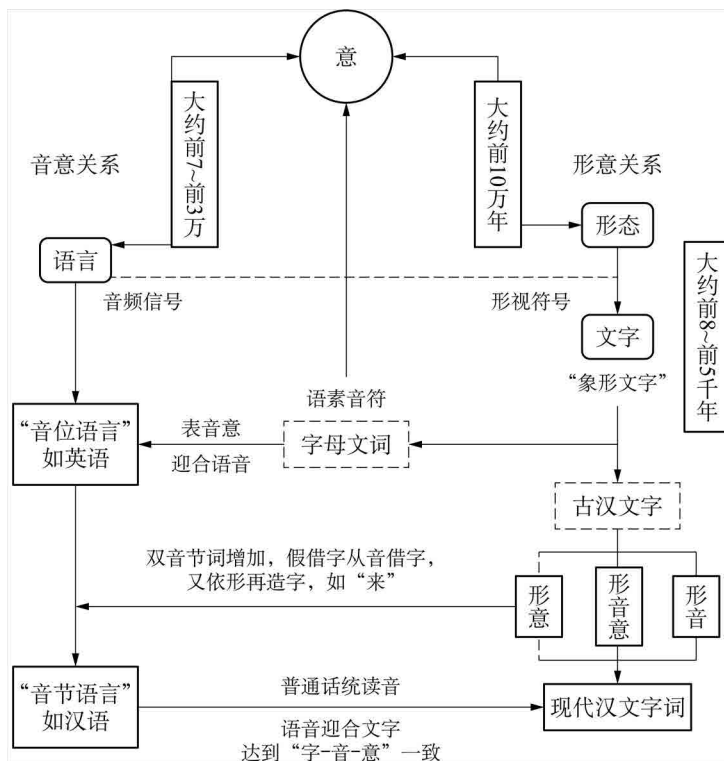 意
大约前7~前3万
大约前10万年
音意关系
形意关系
语言
形态
音频信号
形视符号
文字
大约前8~前5千年
“象形文字”
语素音符
“音位语言”
如英语
表音意
迎合语音
字母文词
古汉文字
双音节词增加，假借字从音借字，
又依形再造字，如“来”
形意
形音意
形音
“音节语言”
如汉语
普通话统读音
语音迎合文字
达到“字-音-意”一致
现代汉文字词